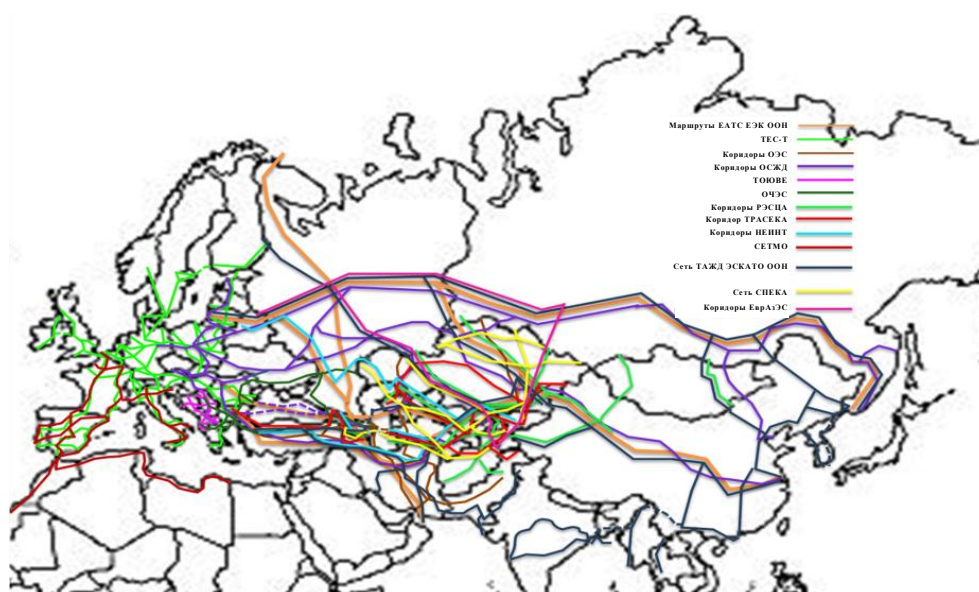 Маршруты ЕАТС ЕЭК ООН
ТЕС-Т
Коридоры ОЭС
Коридоры ОСЖД
ТОЮВЕ
ОЧЭС
Коридоры РЭСЦА
Коридор ТРАСЕКА
Коридоры НЕИНТ
СЕТМО
Сеть ТАЖД ЭСКАТО ООН
Сеть СПЕКА
Коридоры ЕврАзЭС